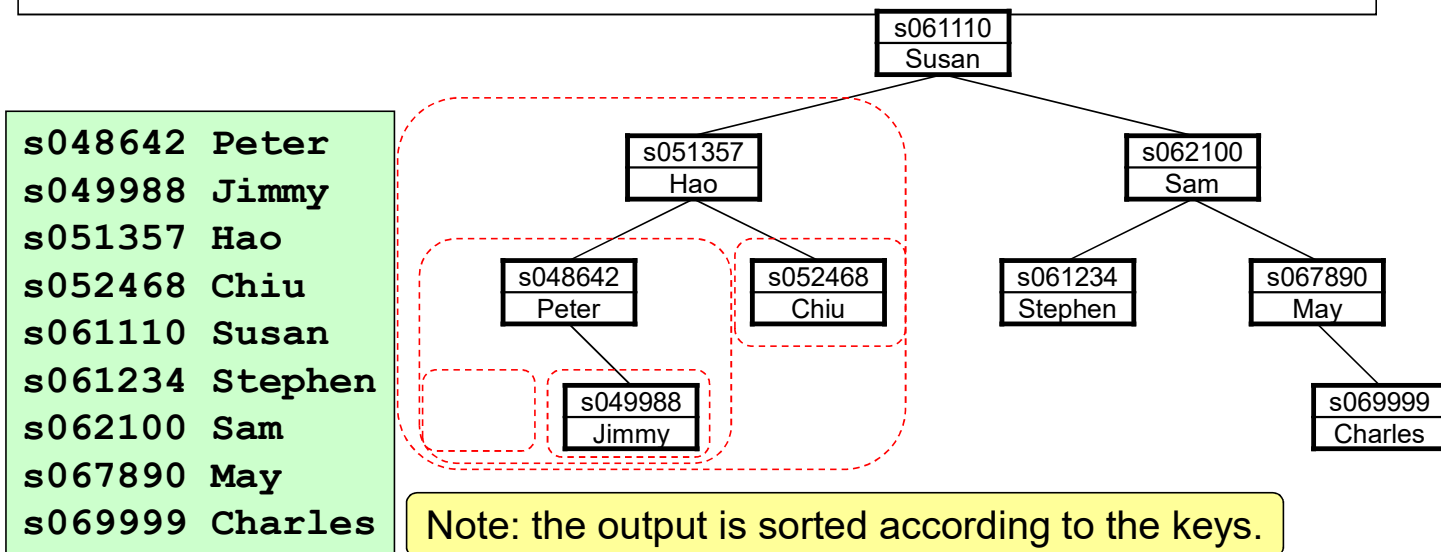 s061110
Susan
s048642 Peter
s049988 Jimmy
s051357 Hao
s052468 Chiu
s061110 Susan
s061234 Stephen
s062100 Sam
s067890 May
s069999 Charles
s051357
Hao
s062100
Sam
s048642
Peter
s052468
Chiu
s061234
Stephen
s067890
May
s049988
Jimmy
s069999
Charles
Note: the output is sorted according to the keys.